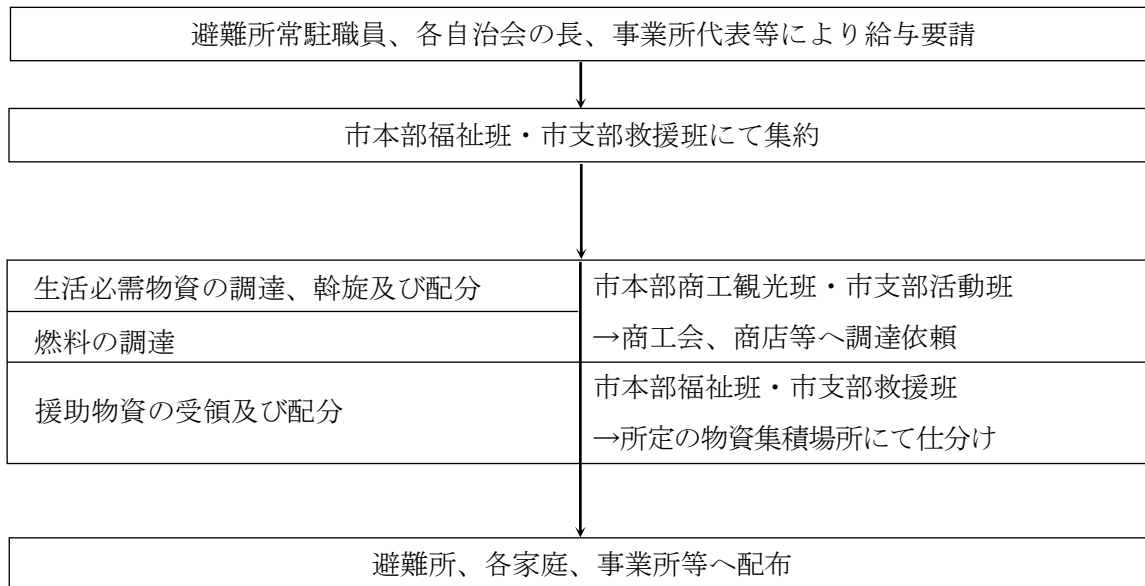 避難所常駐職員、各自治会の長、事業所代表等により給与要請
市本部福祉班・市支部救援班にて集約
生活必需物資の調達、斡旋及び配分
燃料の調達
市本部商工観光班・市支部活動班
→商工会、商店等へ調達依頼
援助物資の受領及び配分
市本部福祉班・市支部救援班
→所定の物資集積場所にて仕分け
避難所、各家庭、事業所等へ配布